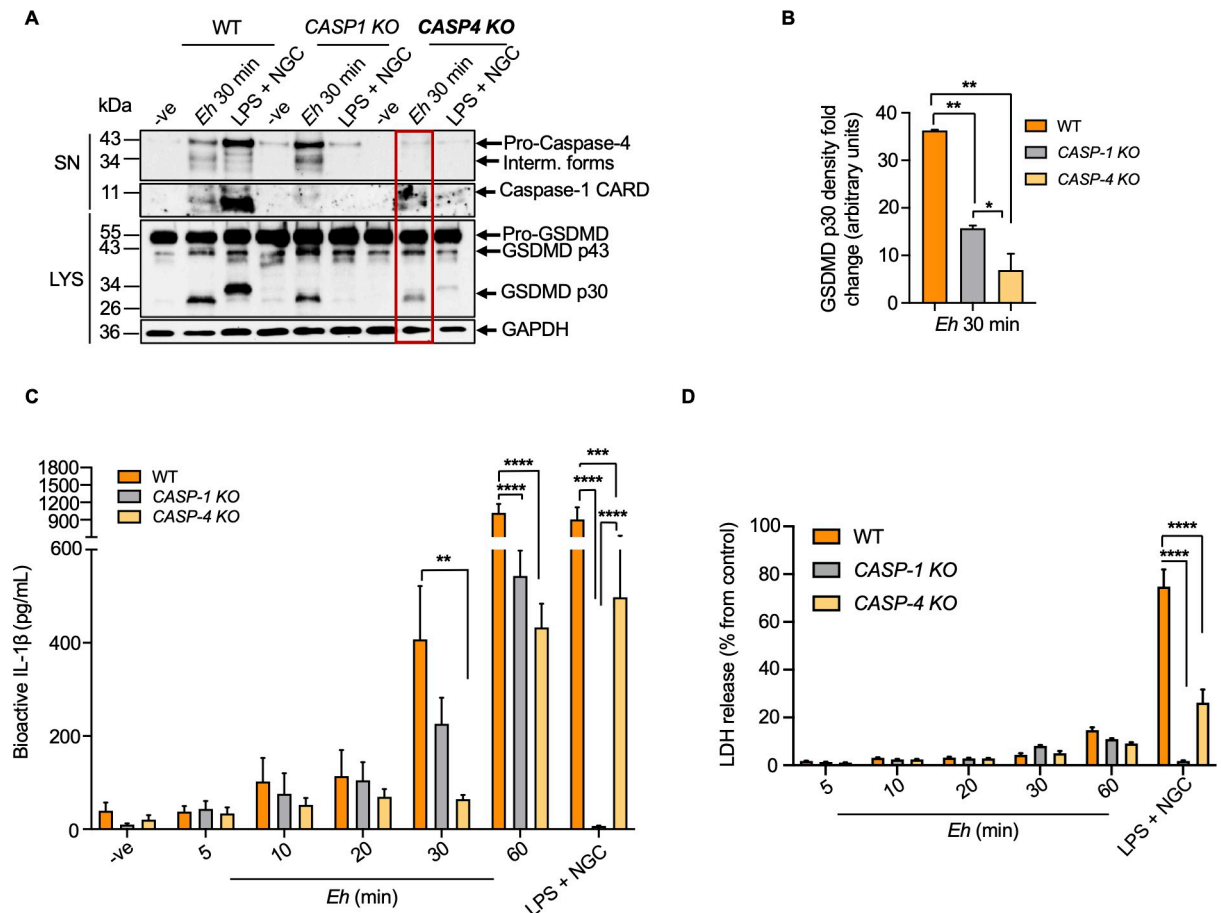 A
WT
CASP1 KO
CASP4 KO
kDa
-ve
Eh 30 min
LPS + NGC
-ve
Eh 30 min
LPS + NGC
-ve
Eh 30 min
LPS + NGC
SN
43
34
Pro-Caspase-4
Interm. forms
11
Caspase-1 CARD
LYS
55
43
34
26
Pro-GSDMD
GSDMD p43
GSDMD p30
36
GAPDH
B
GSDMD p30 density fold
change (arbitrary units)
40
30
20
10
0
**
**
*
Eh 30 min
WT
CASP-1 KO
CASP-4 KO
C
Bioactive IL-1β (pg/mL)
1800
1500
1200
900
600
400
200
0
WT
CASP-1 KO
CASP-4 KO
**
****
****
***
****
****
-ve
5
10
20
30
60
LPS + NGC
Eh (min)
D
LDH release (% from control)
100
80
60
40
20
0
WT
CASP-1 KO
CASP-4 KO
****
****
5
10
20
30
60
LPS + NGC
Eh (min)